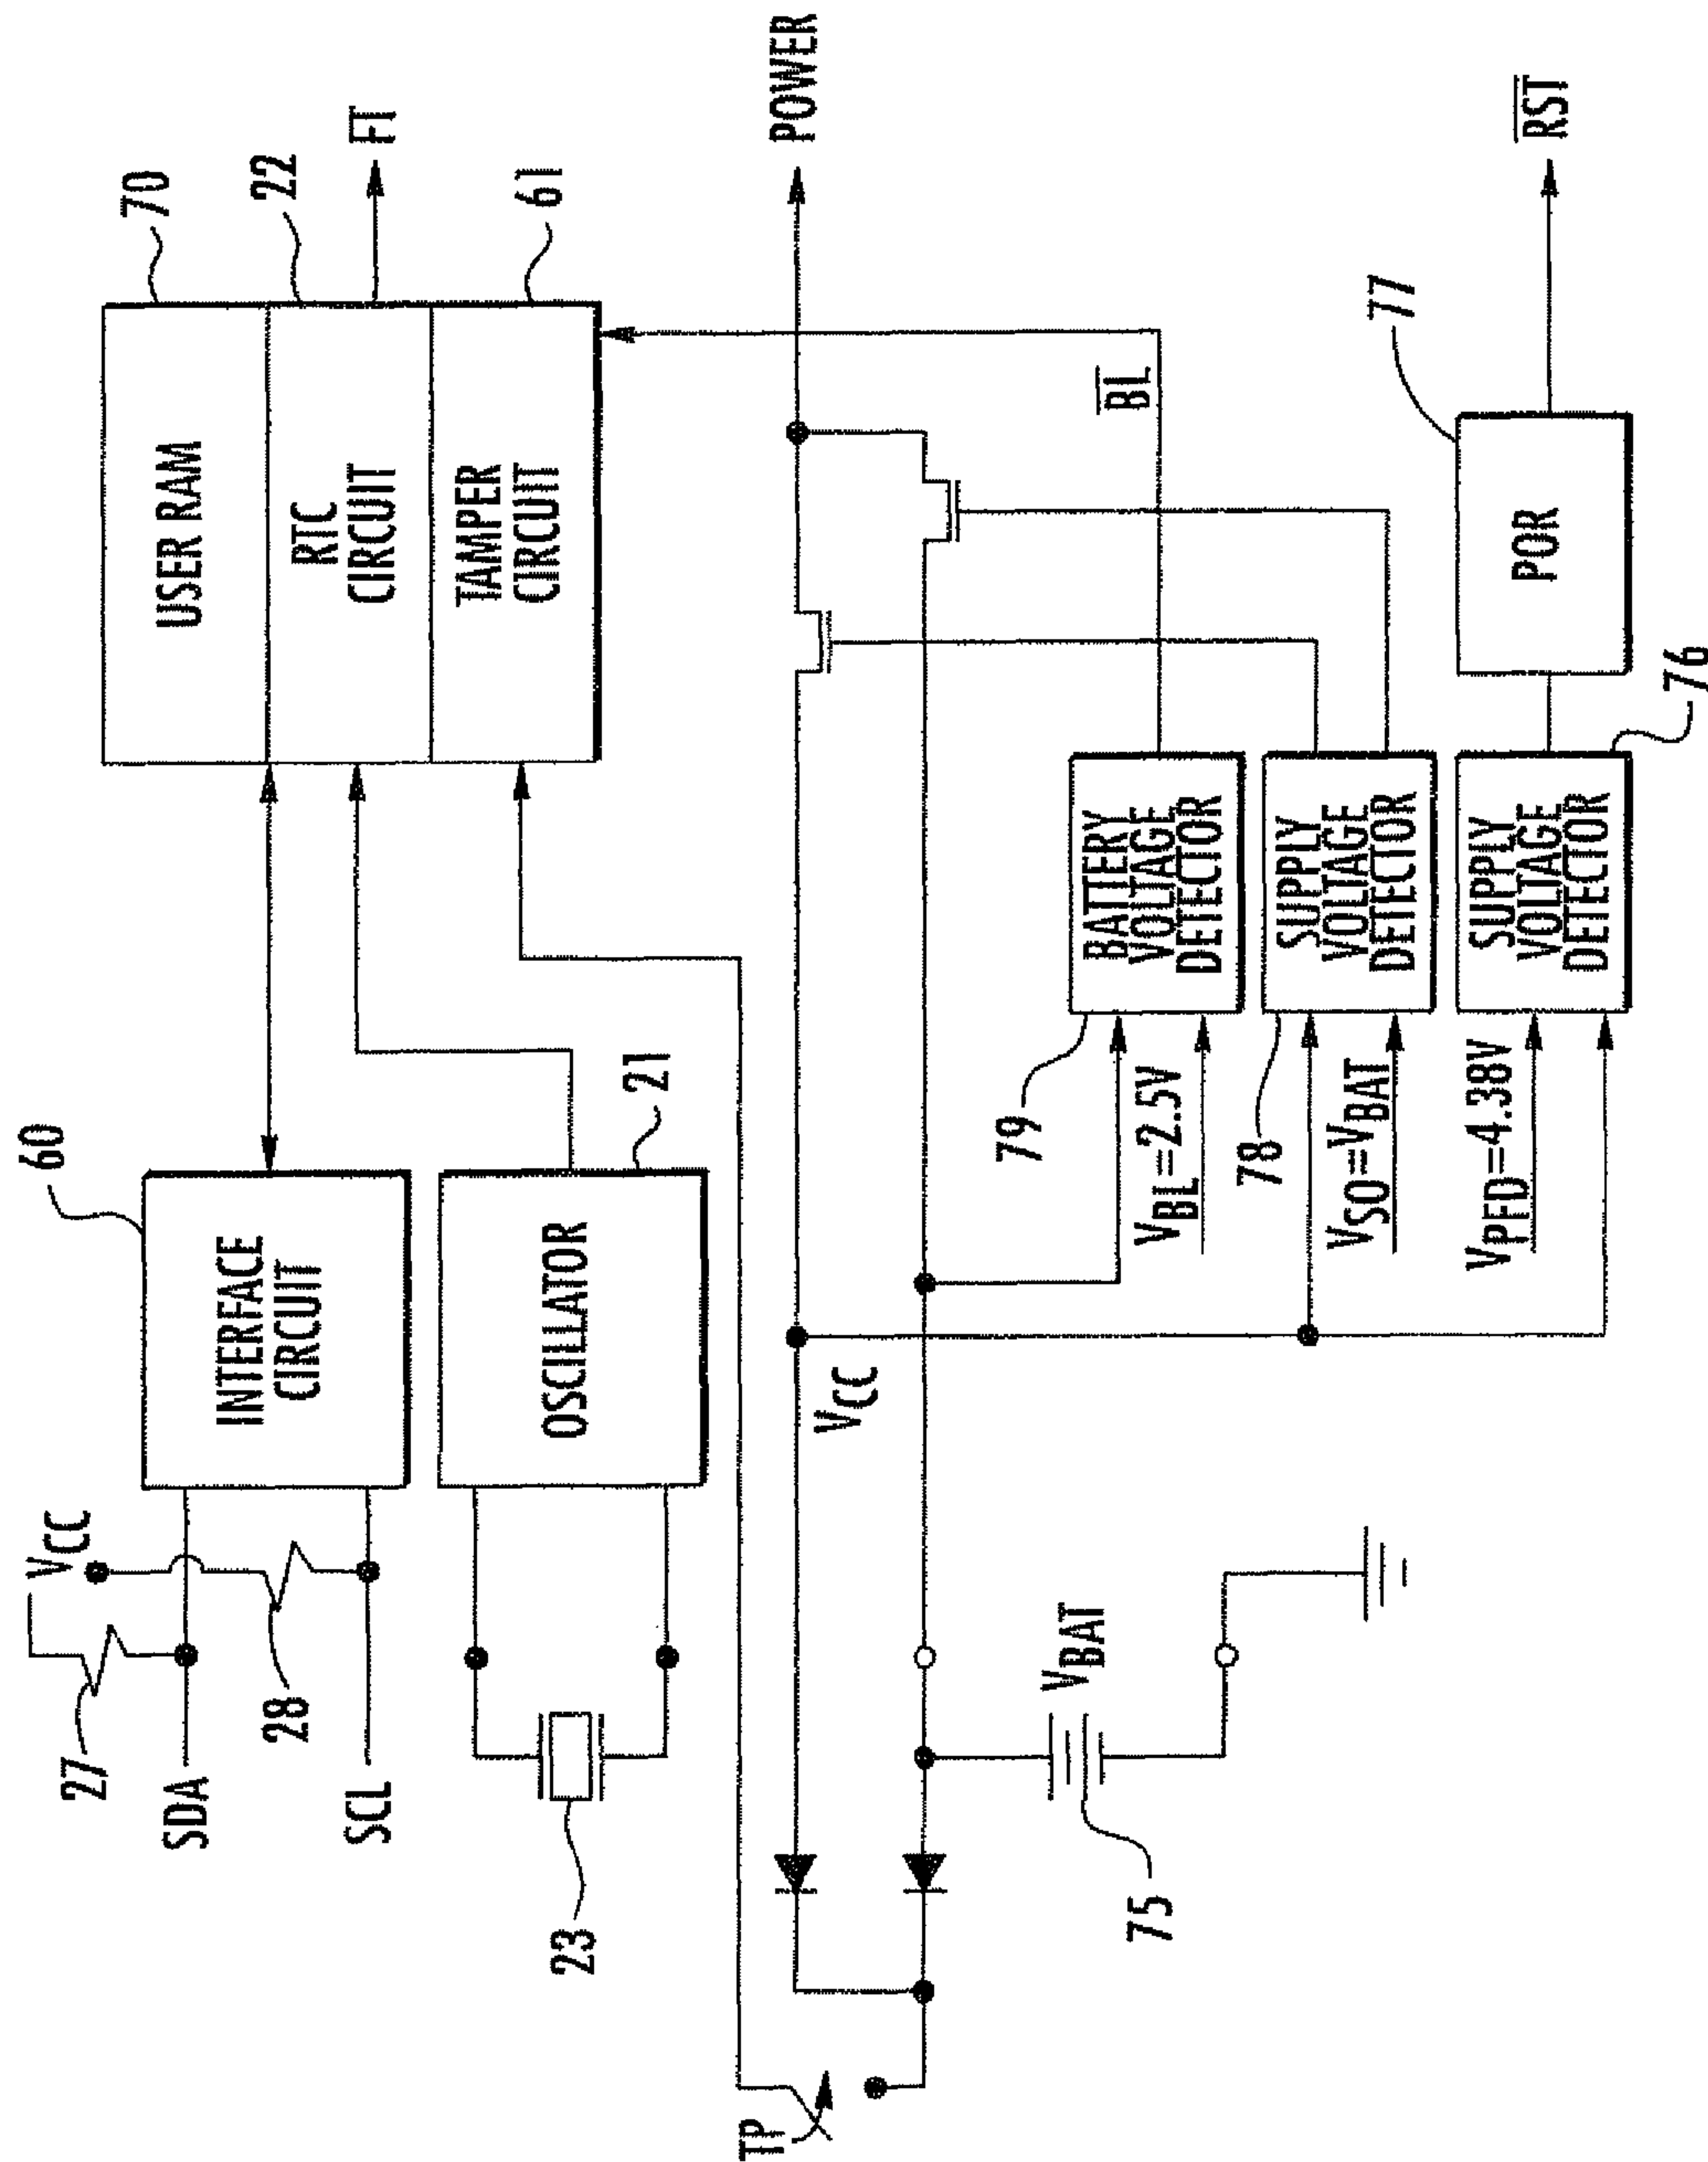 27
VCC
60
SDA
28
INTERFACE
CIRCUIT
SCL
23
OSCILLATOR
21
USER RAM
70
RTC
CIRCUIT
22
FT
TAMPER
CIRCUIT
61
TP
VCC
POWER
VBAT
75
79
BATTERY
VOLTAGE
DETECTOR
BL
VBL=2.5V
78
SUPPLY
VOLTAGE
DETECTOR
VSO=VBAT
VPFD=4.38V
SUPPLY
VOLTAGE
DETECTOR
76
POR
77
RST